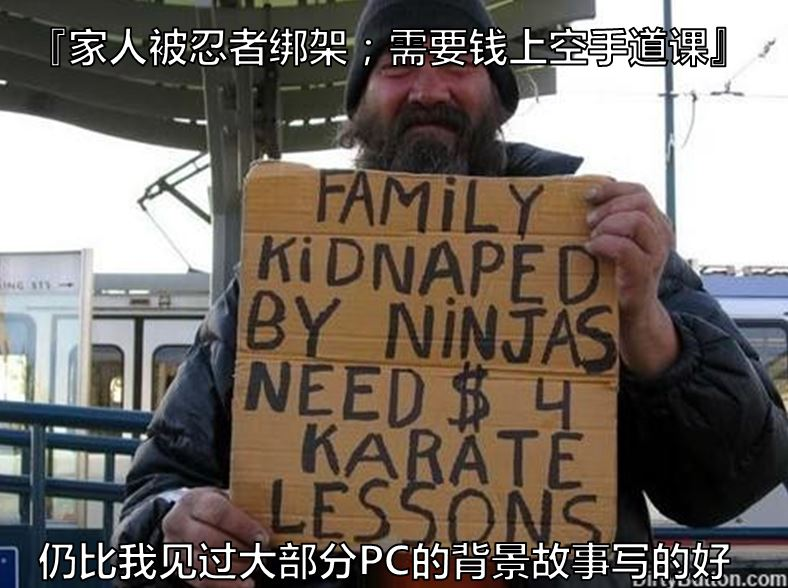 『家人被忍者绑架；需要钱上空手道课』
FAMiLY
KiDNAPED
BY NiNJAS
NEED $ 4
KARATE
LESSONS
仍比我见过大部分PC的背景故事写的好